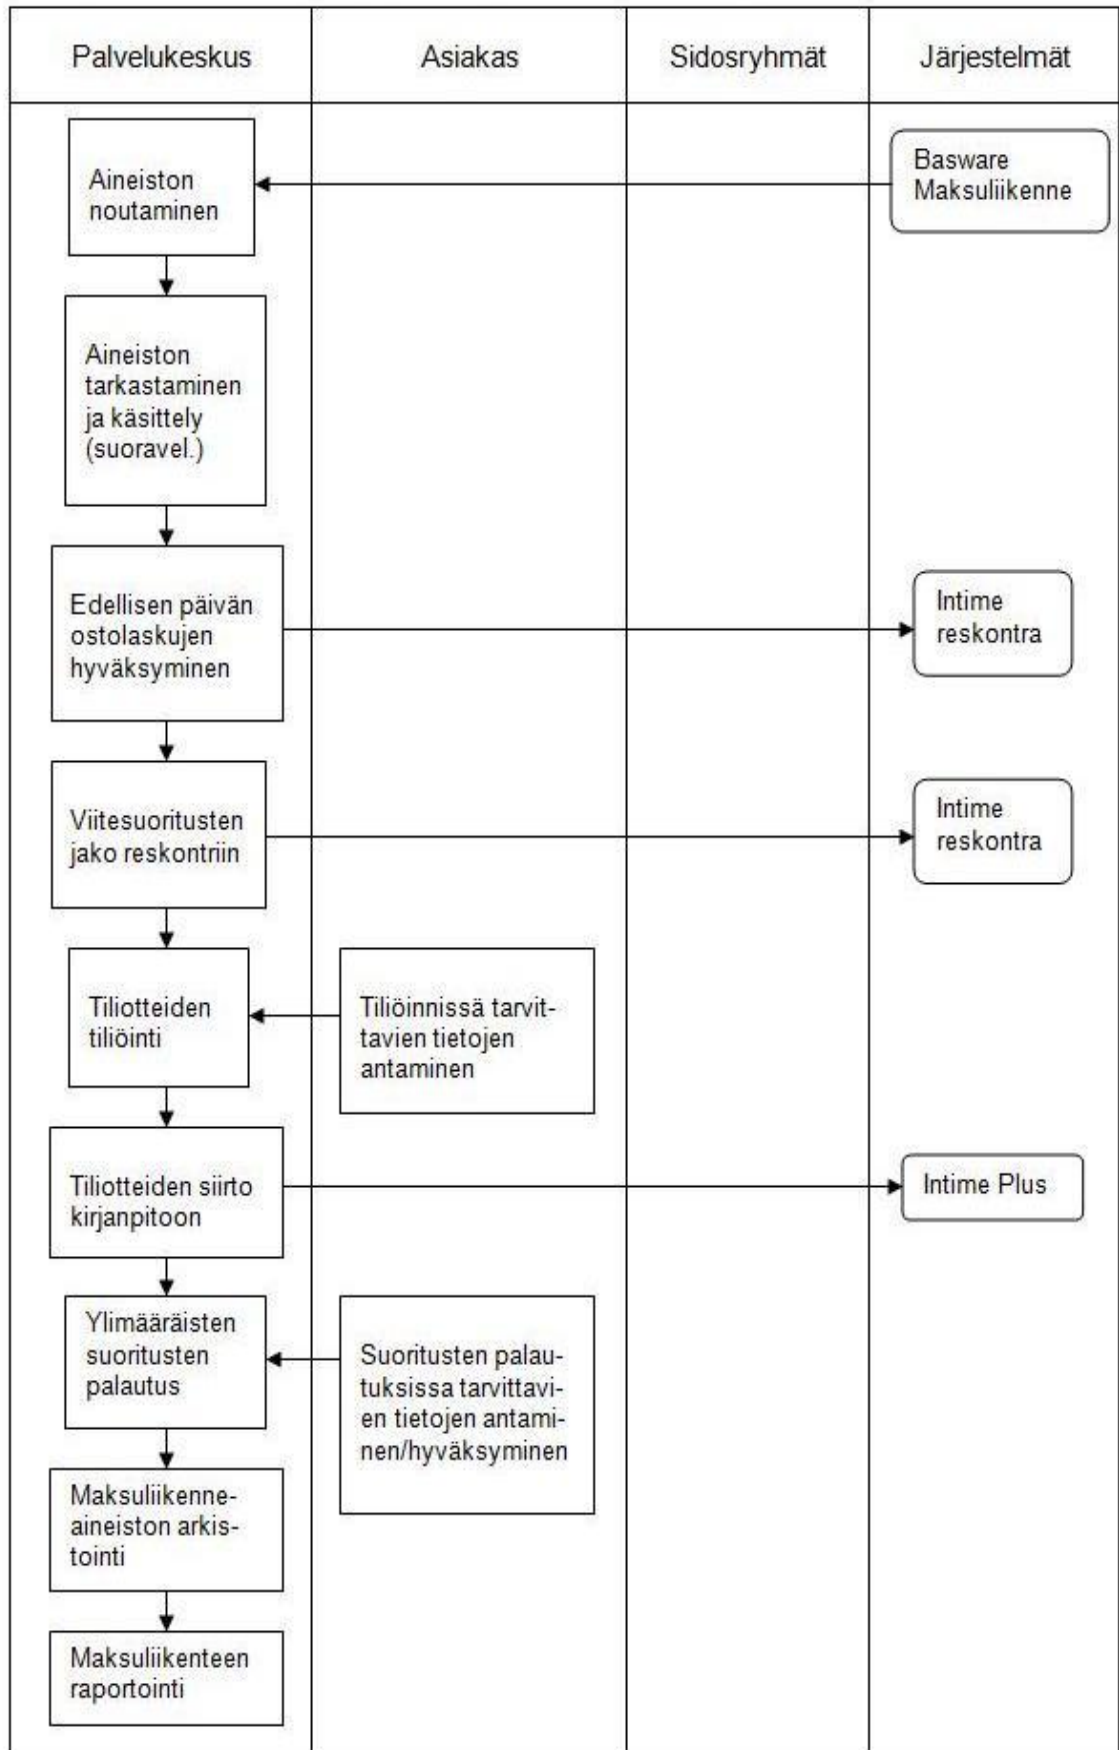 Palvelukeskus
Asiakas
Sidosryhmät
Järjestelmät
Aineiston
noutaminen
Basware
Maksuliikenne
Aineiston
tarkastaminen
ja käsittely
(suoravel.)
Edellisen päivän
ostolaskujen
hyväksyminen
Intime
reskontra
Viitesuoritusten
jako reskontriin
Intime
reskontra
Tiliotteiden
tiliöinti
Tiliöinnissä tarvit-
tavien tietojen
antaminen
Tiliotteiden siirto
kirjanpitoon
Intime Plus
Ylimääräisten
suoritusten
palautus
Suoritusten palau-
tuksissa tarvittavi-
en tietojen antami-
nen/hyväksyminen
Maksuliikenne-
aineiston arkis-
tointi
Maksuliikenteen
raportointi